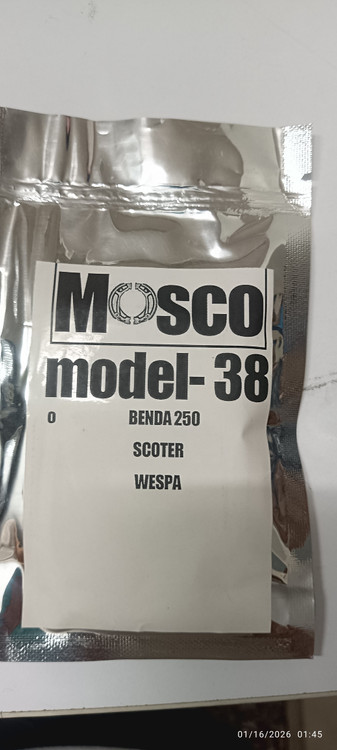 MOSCO
model- 38
0 BENDA 250
SCOTER
WESPA
01/16/2026 01:45